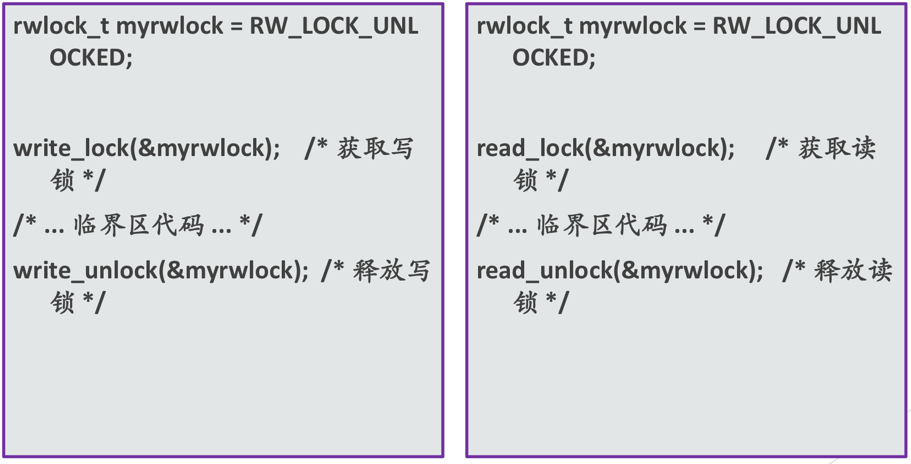 rwlock_t myrwlock = RW_LOCK_UNL
OCKED;
write_lock(&myrwlock); /* 获取写
锁 */
/* ... 临界区代码 ... */
write_unlock(&myrwlock); /* 释放写
锁 */
rwlock_t myrwlock = RW_LOCK_UNL
OCKED;
read_lock(&myrwlock); /* 获取读
锁 */
/* ... 临界区代码 ... */
read_unlock(&myrwlock); /* 释放读
锁 */